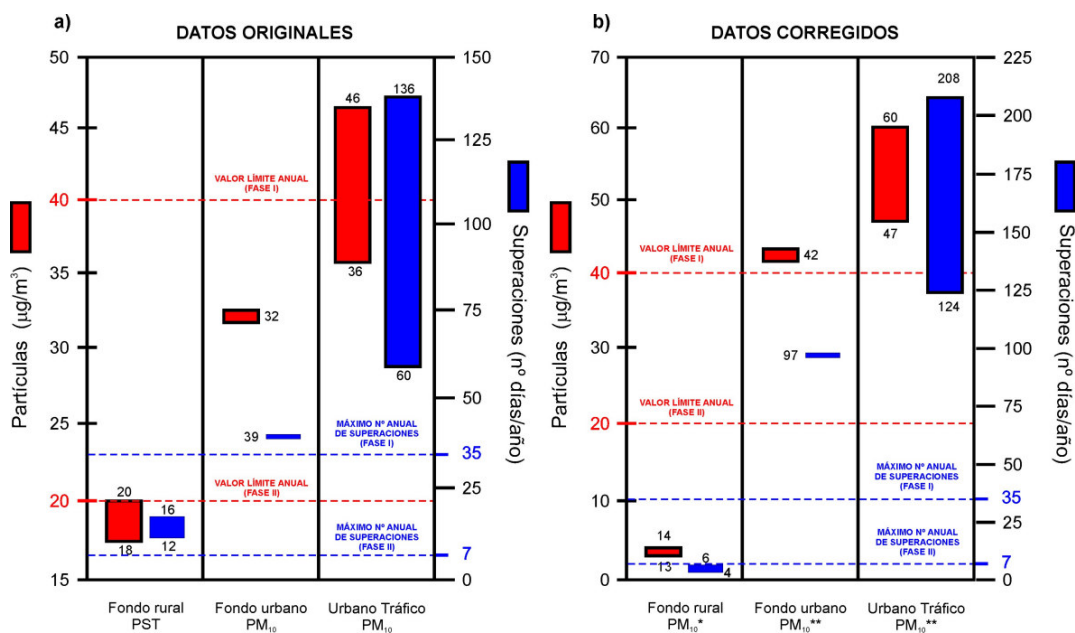 a)
DATOS ORIGINALES
50
45
40
35
30
25
20
15
Partículas (µg/m³)
150
125
100
75
50
25
0
35
7
Superaciones (nº días/año)
46
136
VALOR LÍMITE ANUAL
(FASE I)
36
32
60
39
MÁXIMO Nº ANUAL
DE SUPERACIONES
(FASE I)
VALOR LÍMITE ANUAL
(FASE II)
20
16
18
12
MÁXIMO Nº ANUAL
DE SUPERACIONES
(FASE II)
Fondo rural
PST
Fondo urbano
PM₁₀
Urbano Tráfico
PM₁₀
b)
DATOS CORREGIDOS
70
60
50
40
30
20
10
0
Partículas (µg/m³)
225
200
175
150
125
100
75
50
25
0
35
7
Superaciones (nº días/año)
208
60
47
VALOR LÍMITE ANUAL
(FASE I)
42
124
97
VALOR LÍMITE ANUAL
(FASE II)
MÁXIMO Nº ANUAL
DE SUPERACIONES
(FASE I)
14
13
6
4
MÁXIMO Nº ANUAL
DE SUPERACIONES
(FASE II)
Fondo rural
PM₁₀*
Fondo urbano
PM₁₀**
Urbano Tráfico
PM₁₀**